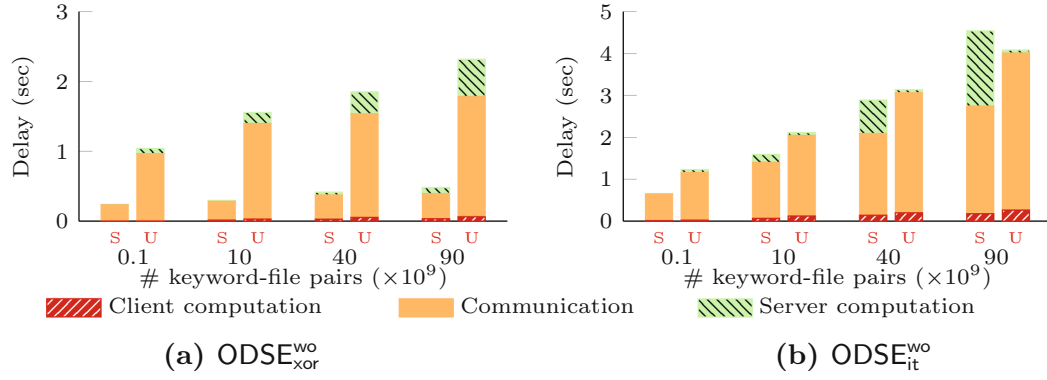 3
2
1
0
Delay (sec)
S U S U S U S U
0.1 10 40 90
# keyword-file pairs (×10⁹)
5
4
3
2
1
0
Delay (sec)
S U S U S U S U
0.1 10 40 90
# keyword-file pairs (×10⁹)
Client computation Communication Server computation
(a) ODSE^wo_xor
(b) ODSE^wo_it